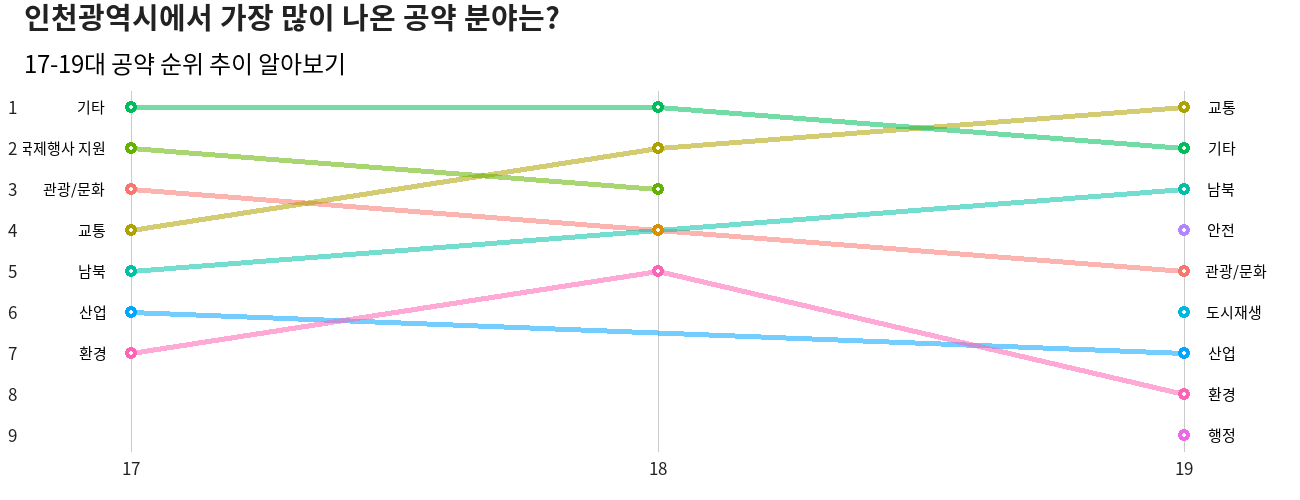 인천광역시에서 가장 많이 나온 공약 분야는?
17-19대 공약 순위 추이 알아보기
1 기타 교통
2 국제행사 지원 기타
3 관광/문화 남북
4 교통 안전
5 남북 관광/문화
6 산업 도시재생
7 환경 산업
8 환경
9 행정
17 18 19